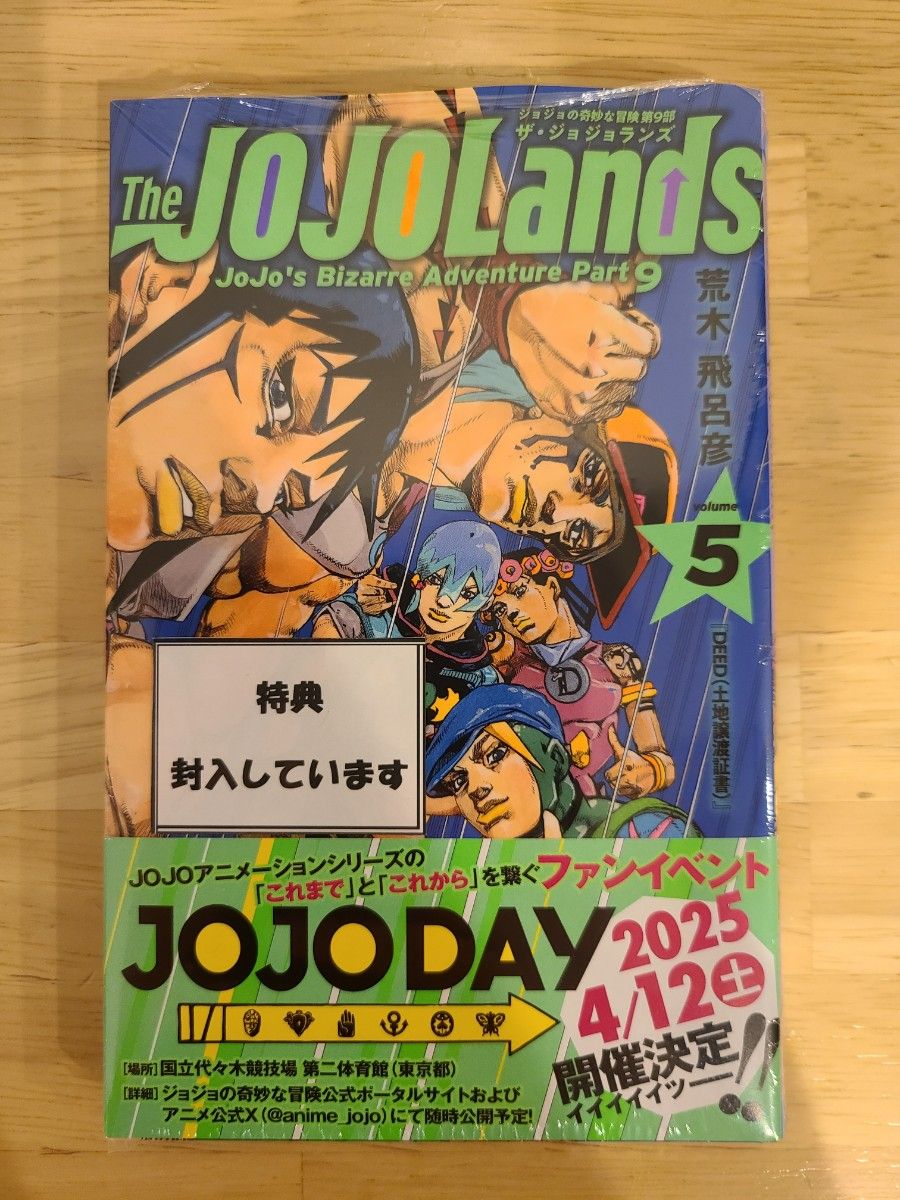 ジョジョの奇妙な冒険 第9部
ザ・ジョジョランズ
The JOJOLands
JoJo's Bizarre Adventure Part 9
荒木飛呂彦
volume
5
『DEED(土地譲渡証書)』
D
特典
封入しています
JOJOアニメーションシリーズの
「これまで」と「これから」を繋ぐファンイベント
JOJO DAY
2025
4/12土
開催決定ーー!!
イイイイイッ
[場所] 国立代々木競技場 第二体育館(東京都)
[詳細] ジョジョの奇妙な冒険公式ポータルサイトおよび
アニメ公式X(@anime_jojo)にて随時公開予定!